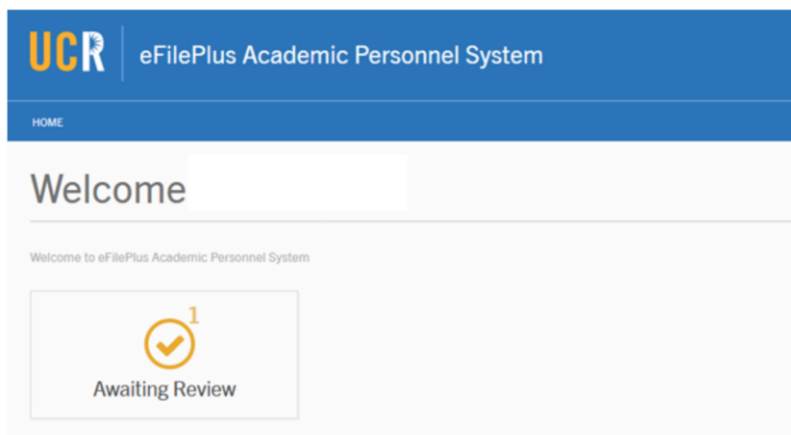 UCR eFilePlus Academic Personnel System
HOME
Welcome
Welcome to eFilePlus Academic Personnel System
1
Awaiting Review